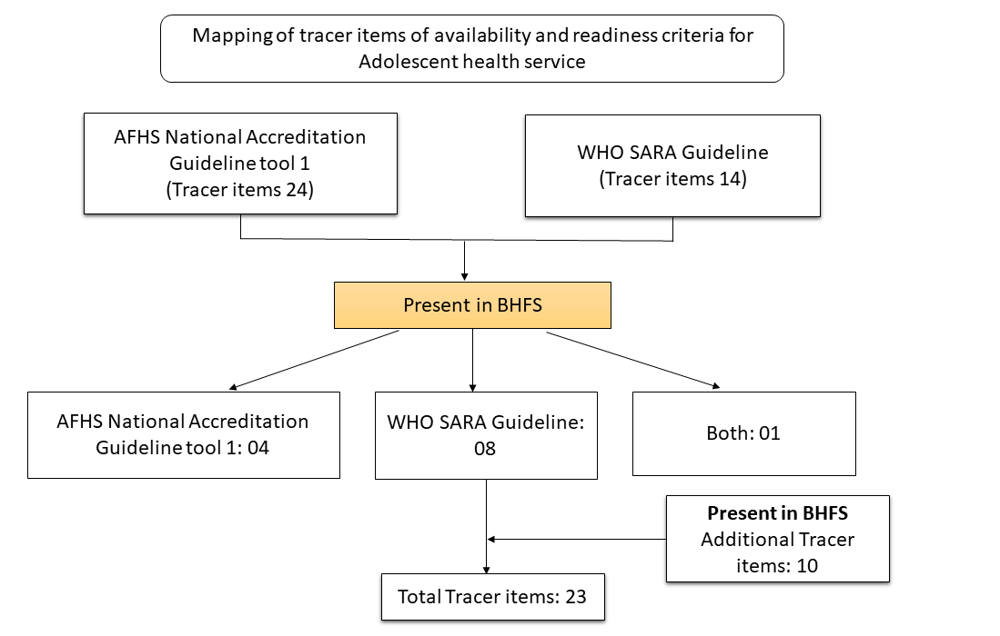 Mapping of tracer items of availability and readiness criteria for
Adolescent health service
AFHS National Accreditation
Guideline tool 1
(Tracer items 24)
WHO SARA Guideline
(Tracer items 14)
Present in BHFS
AFHS National Accreditation
Guideline tool 1: 04
WHO SARA Guideline:
08
Both: 01
Present in BHFS
Additional Tracer
items: 10
Total Tracer items: 23